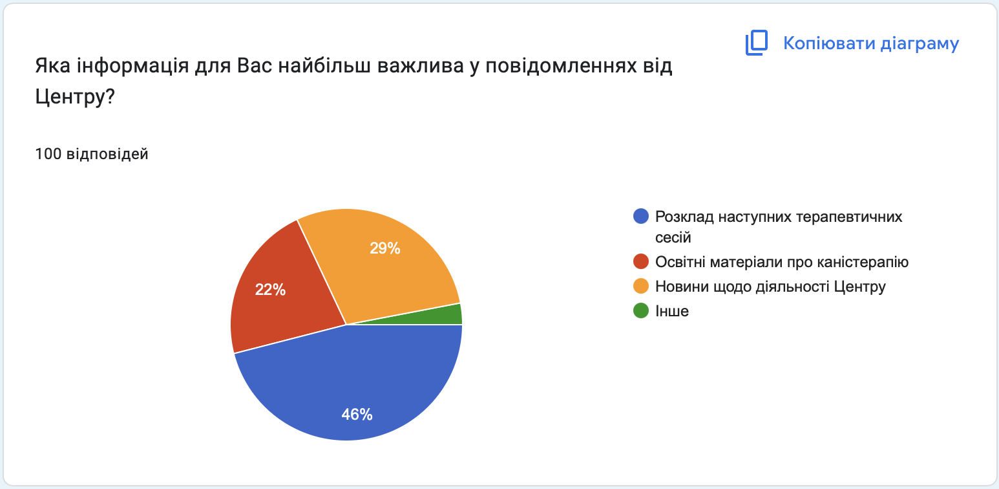 Копіювати діаграму
Яка інформація для Вас найбільш важлива у повідомленнях від
Центру?
100 відповідей
29%
22%
46%
Розклад наступних терапевтичних
сесій
Освітні матеріали про каністерапію
Новини щодо діяльності Центру
Інше